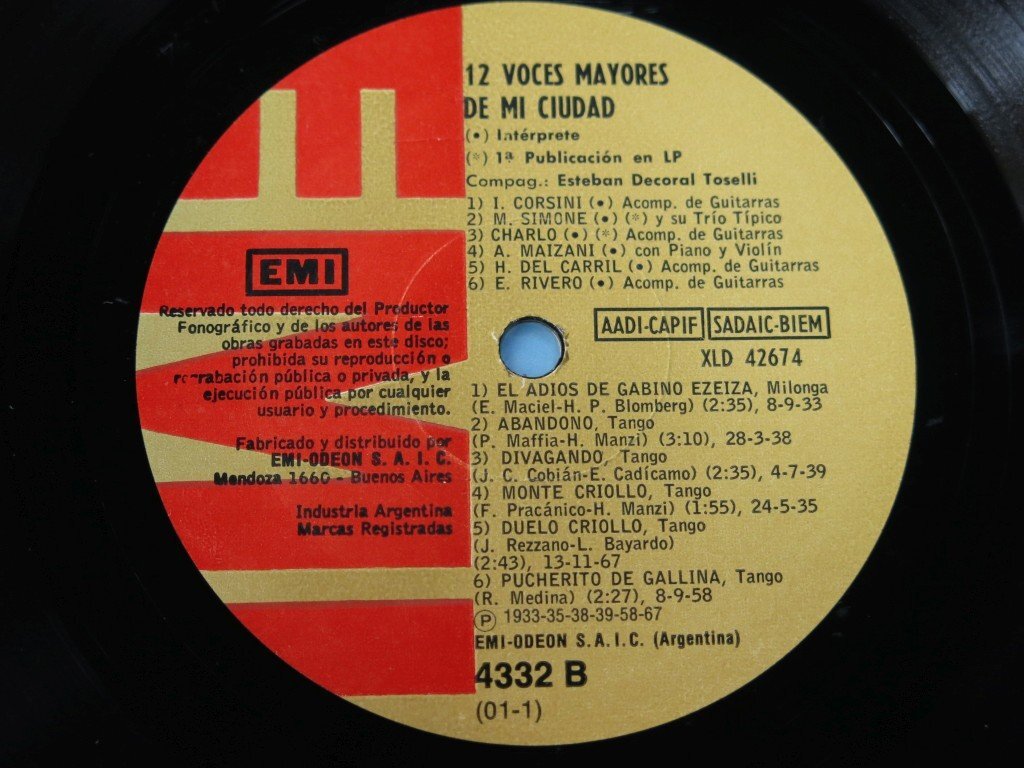 12 VOCES MAYORES
DE MI CIUDAD
(•) Intérprete
(*) 1ª Publicación en LP
Compag.: Esteban Decoral Toselli
1) I. CORSINI (•) Acomp. de Guitarras
2) M. SIMONE (•) (*) y su Trío Típico
3) CHARLO (•) (*) Acomp. de Guitarras
4) A. MAIZANI (•) con Piano y Violín
5) H. DEL CARRIL (•) Acomp. de Guitarras
6) E. RIVERO (•) Acomp. de Guitarras
EMI
Reservado todo derecho del Productor
Fonográfico y de los autores de las
obras grabadas en este disco;
prohibida su reproducción o
regrabación pública o privada, y la
ejecución pública por cualquier
usuario y procedimiento.
Fabricado y distribuido por
EMI-ODEON S. A. I. C.
Mendoza 1660 - Buenos Aires
Industria Argentina
Marcas Registradas
AADI-CAPIF SADAIC-BIEM
XLD 42674
1) EL ADIOS DE GABINO EZEIZA, Milonga
(E. Maciel-H. P. Blomberg) (2:35), 8-9-33
2) ABANDONO, Tango
(P. Maffia-H. Manzi) (3:10), 28-3-38
3) DIVAGANDO, Tango
(J. C. Cobián-E. Cadícamo) (2:35), 4-7-39
4) MONTE CRIOLLO, Tango
(F. Pracánico-H. Manzi) (1:55), 24-5-35
5) DUELO CRIOLLO, Tango
(J. Rezzano-L. Bayardo)
(2:43), 13-11-67
6) PUCHERITO DE GALLINA, Tango
(R. Medina) (2:27), 8-9-58
Ⓟ 1933-35-38-39-58-67
EMI-ODEON S.A.I.C. (Argentina)
4332 B
(01-1)